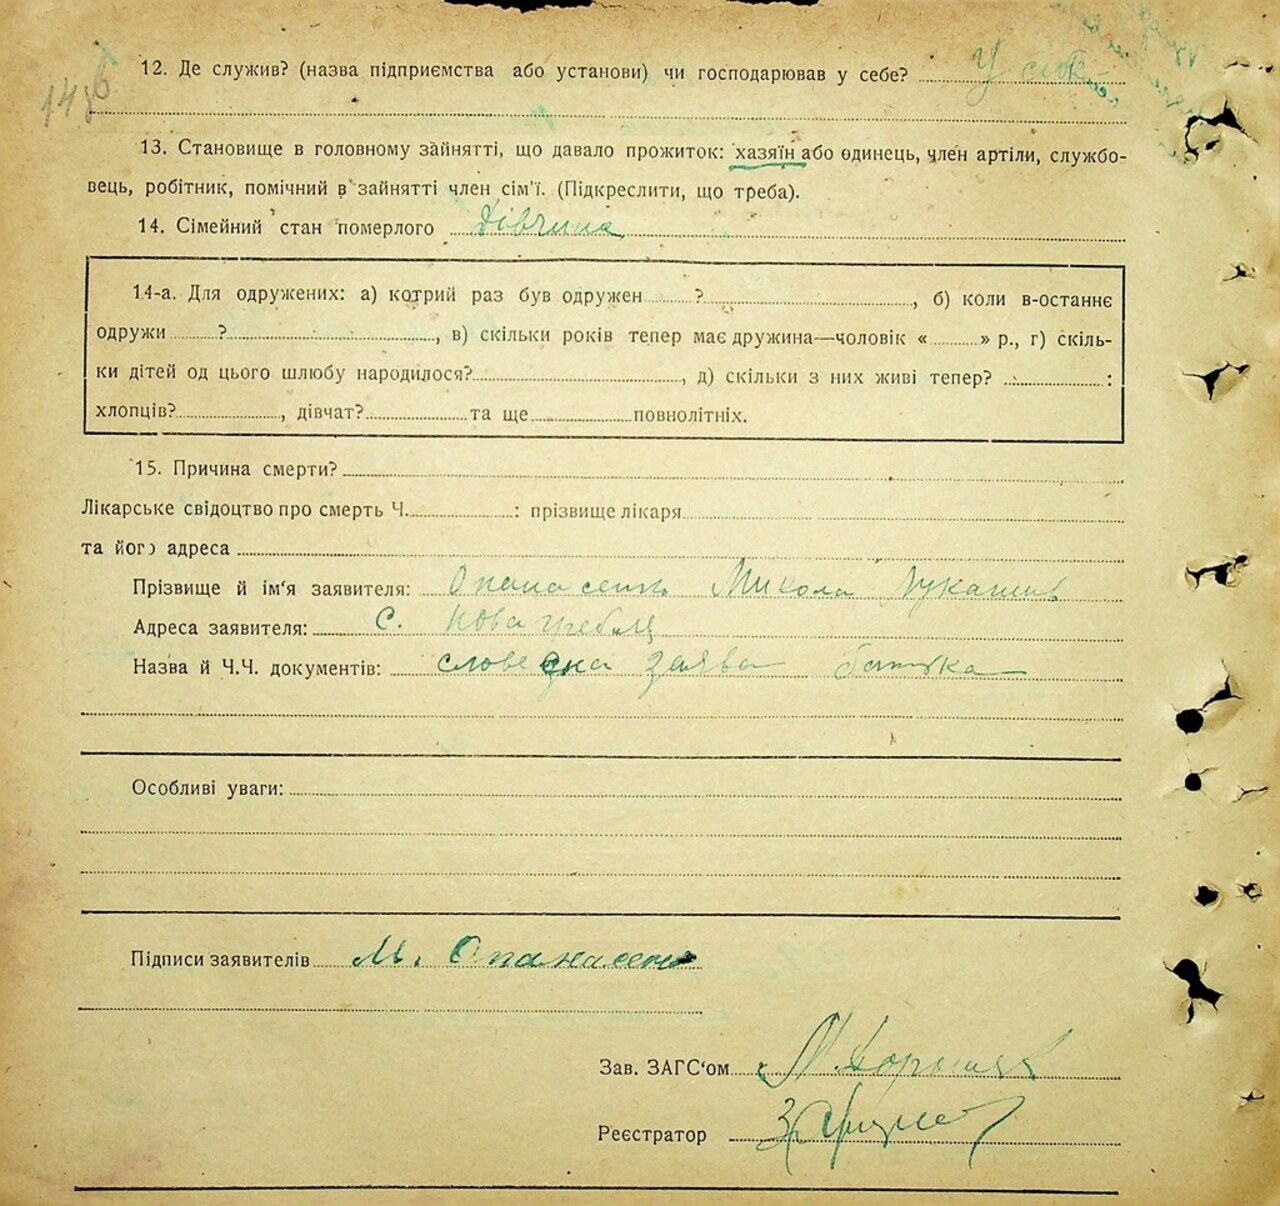 12. Де служив? (назва підприємства або установи) чи господарював у себе? У себе
13. Становище в головному зайнятті, що давало прожиток: хазяїн або одинець, член артіли, службо-
вець, робітник, помічний в зайнятті член сім'ї. (Підкреслити, що треба).
14. Сімейний стан померлого Дівчина
14-а. Для одружених: а) котрий раз був одружен ?, б) коли в-останнє
одружи ?, в) скільки років тепер має дружина—чоловік « » р., г) скіль-
ки дітей од цього шлюбу народилося?, д) скільки з них живі тепер? :
хлопців?, дівчат? та ще повнолітніх.
15. Причина смерти?
Лікарське свідоцтво про смерть Ч. : прізвище лікаря
та його адреса
Прізвище й ім'я заявителя: Опанасенко Микола Лукашів
Адреса заявителя: С. Нова Гребля
Назва й Ч.Ч. документів: словесна заява батька
Особливі уваги:
Підписи заявителів М. Опанасенко
Зав. ЗАГС'ом
Реєстратор